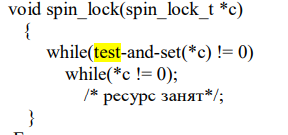 void spin_lock(spin_lock_t *c)
{
while(test-and-set(*c) != 0)
while(*c != 0);
/* ресурс занят*/;
}